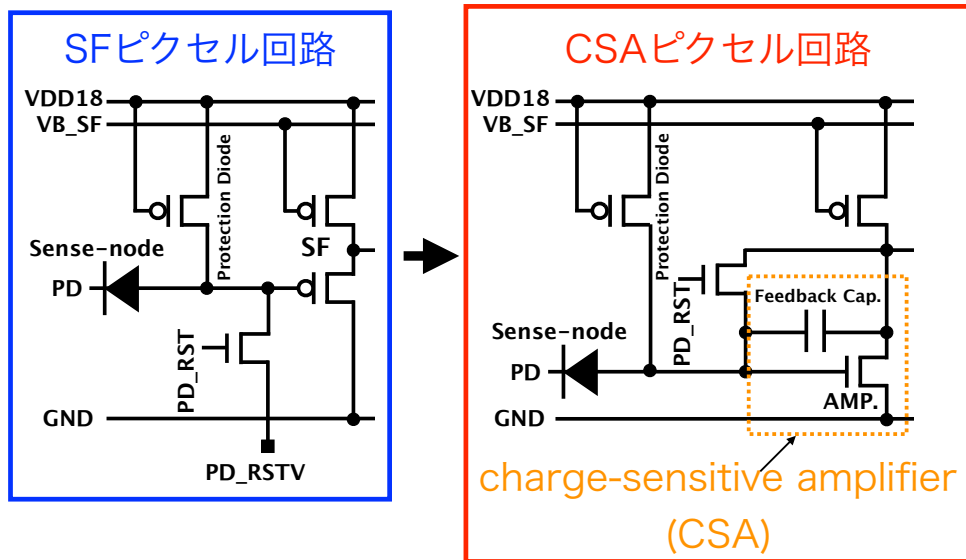 SFピクセル回路
VDD18
VB_SF
Protection Diode
SF
Sense-node
PD
PD_RST
GND
PD_RSTV
CSAピクセル回路
VDD18
VB_SF
Protection Diode
PD_RST
Feedback Cap.
Sense-node
PD
AMP.
GND
charge-sensitive amplifier
(CSA)